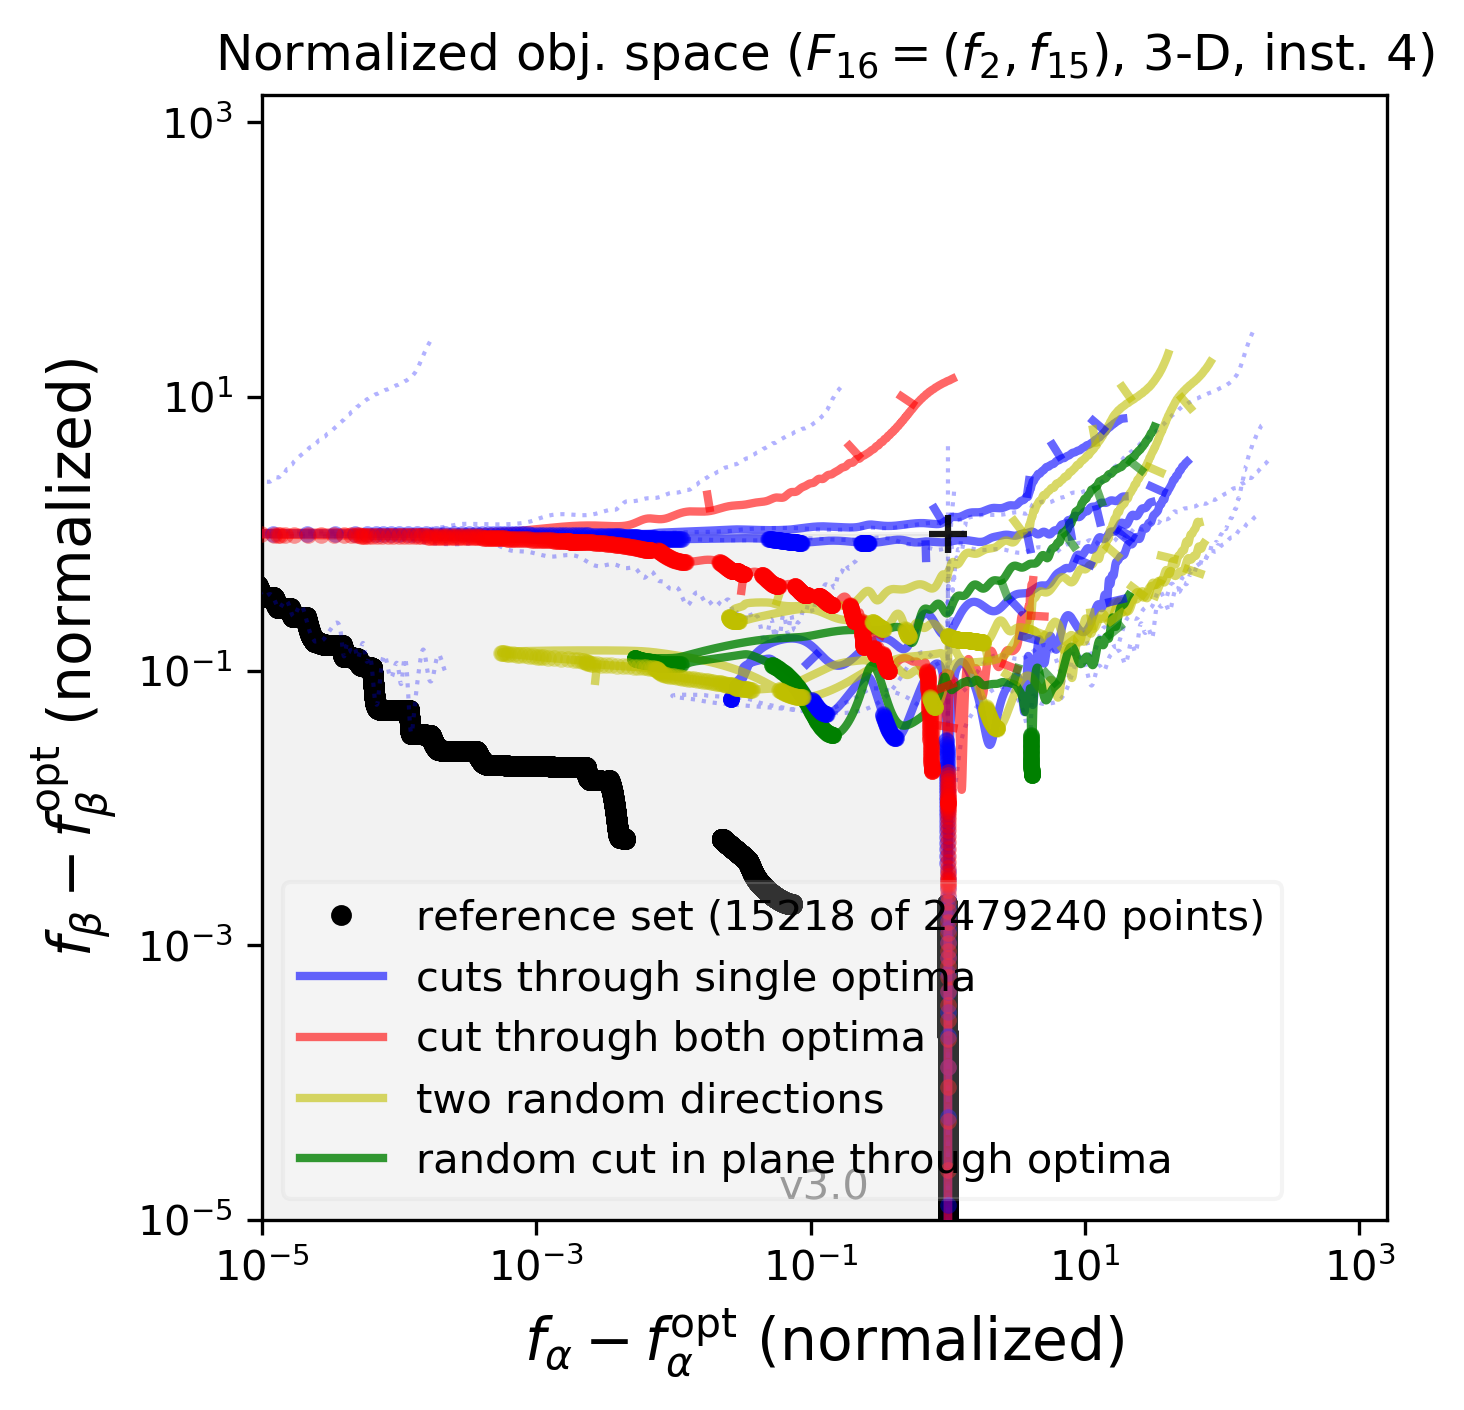 Normalized obj. space (F₁₆ = (f₂, f₁₅), 3-D, inst. 4)
10³
10¹
10⁻¹
10⁻³
10⁻⁵
f_β − f_β^opt (normalized)
reference set (15218 of 2479240 points)
cuts through single optima
cut through both optima
two random directions
random cut in plane through optima
v3.0
10⁻⁵ 10⁻³ 10⁻¹ 10¹ 10³
f_α − f_α^opt (normalized)